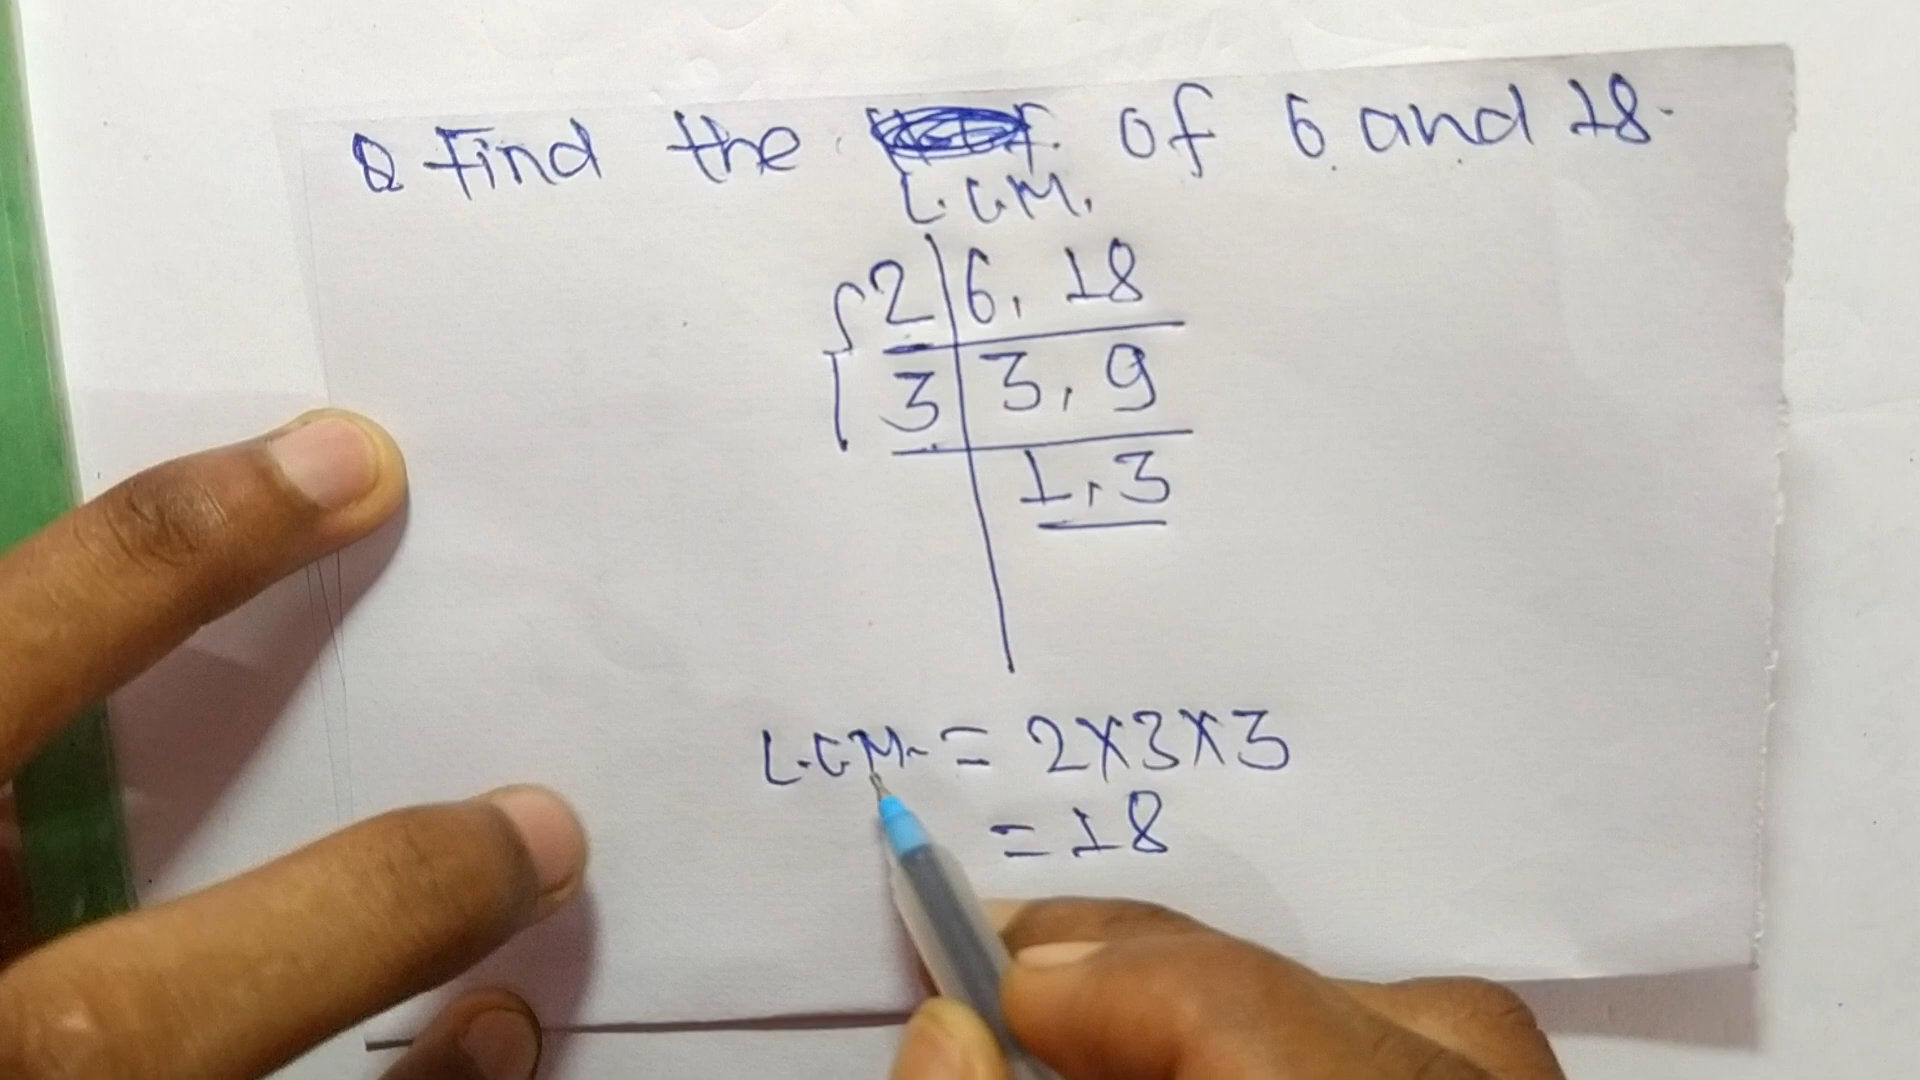 Q Find the of 6 and 18.
L.C.M.
2 | 6, 18
3 | 3, 9
1, 3
L.C.M. = 2×3×3
= 18